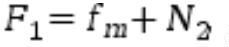 F₁ = fₘ + N₂,